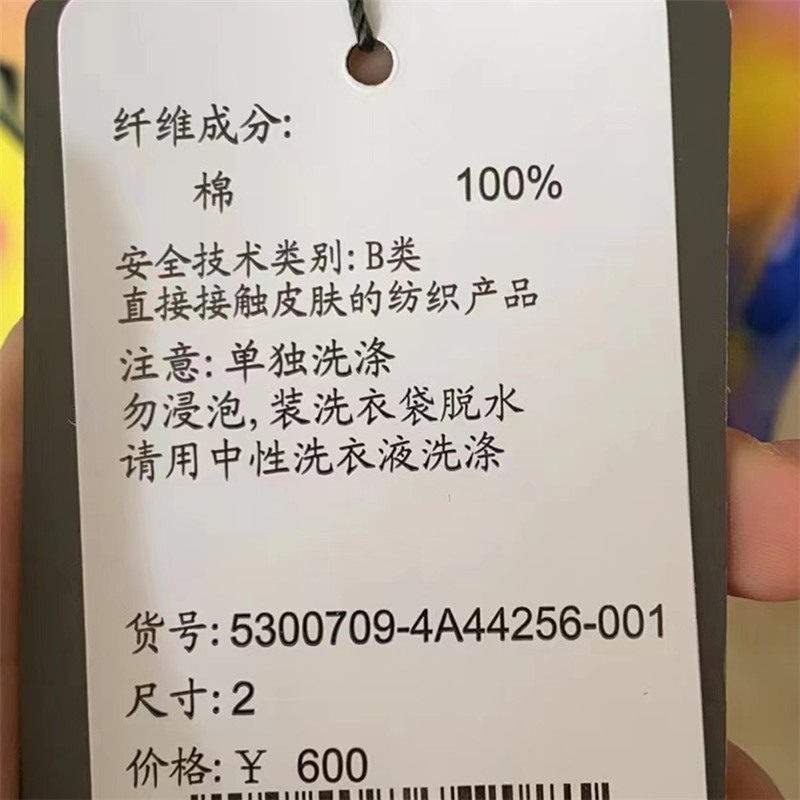 纤维成分:
棉 100%
安全技术类别: B类
直接接触皮肤的纺织产品
注意: 单独洗涤
勿浸泡, 装洗衣袋脱水
请用中性洗衣液洗涤
货号: 5300709-4A44256-001
尺寸: 2
价格: ¥ 600